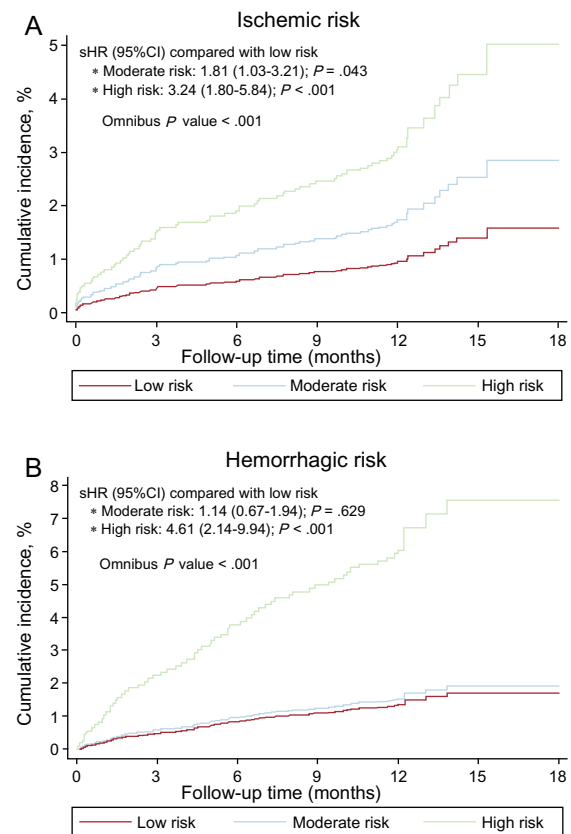 A
Ischemic risk
sHR (95%CI) compared with low risk
* Moderate risk: 1.81 (1.03-3.21); P = .043
* High risk: 3.24 (1.80-5.84); P < .001
Omnibus P value < .001
Cumulative incidence, %
5
4
3
2
1
0
0 3 6 9 12 15 18
Follow-up time (months)
Low risk Moderate risk High risk
B
Hemorrhagic risk
sHR (95%CI) compared with low risk
* Moderate risk: 1.14 (0.67-1.94); P = .629
* High risk: 4.61 (2.14-9.94); P < .001
Omnibus P value < .001
Cumulative incidence, %
8
7
6
5
4
3
2
1
0
0 3 6 9 12 15 18
Follow-up time (months)
Low risk Moderate risk High risk